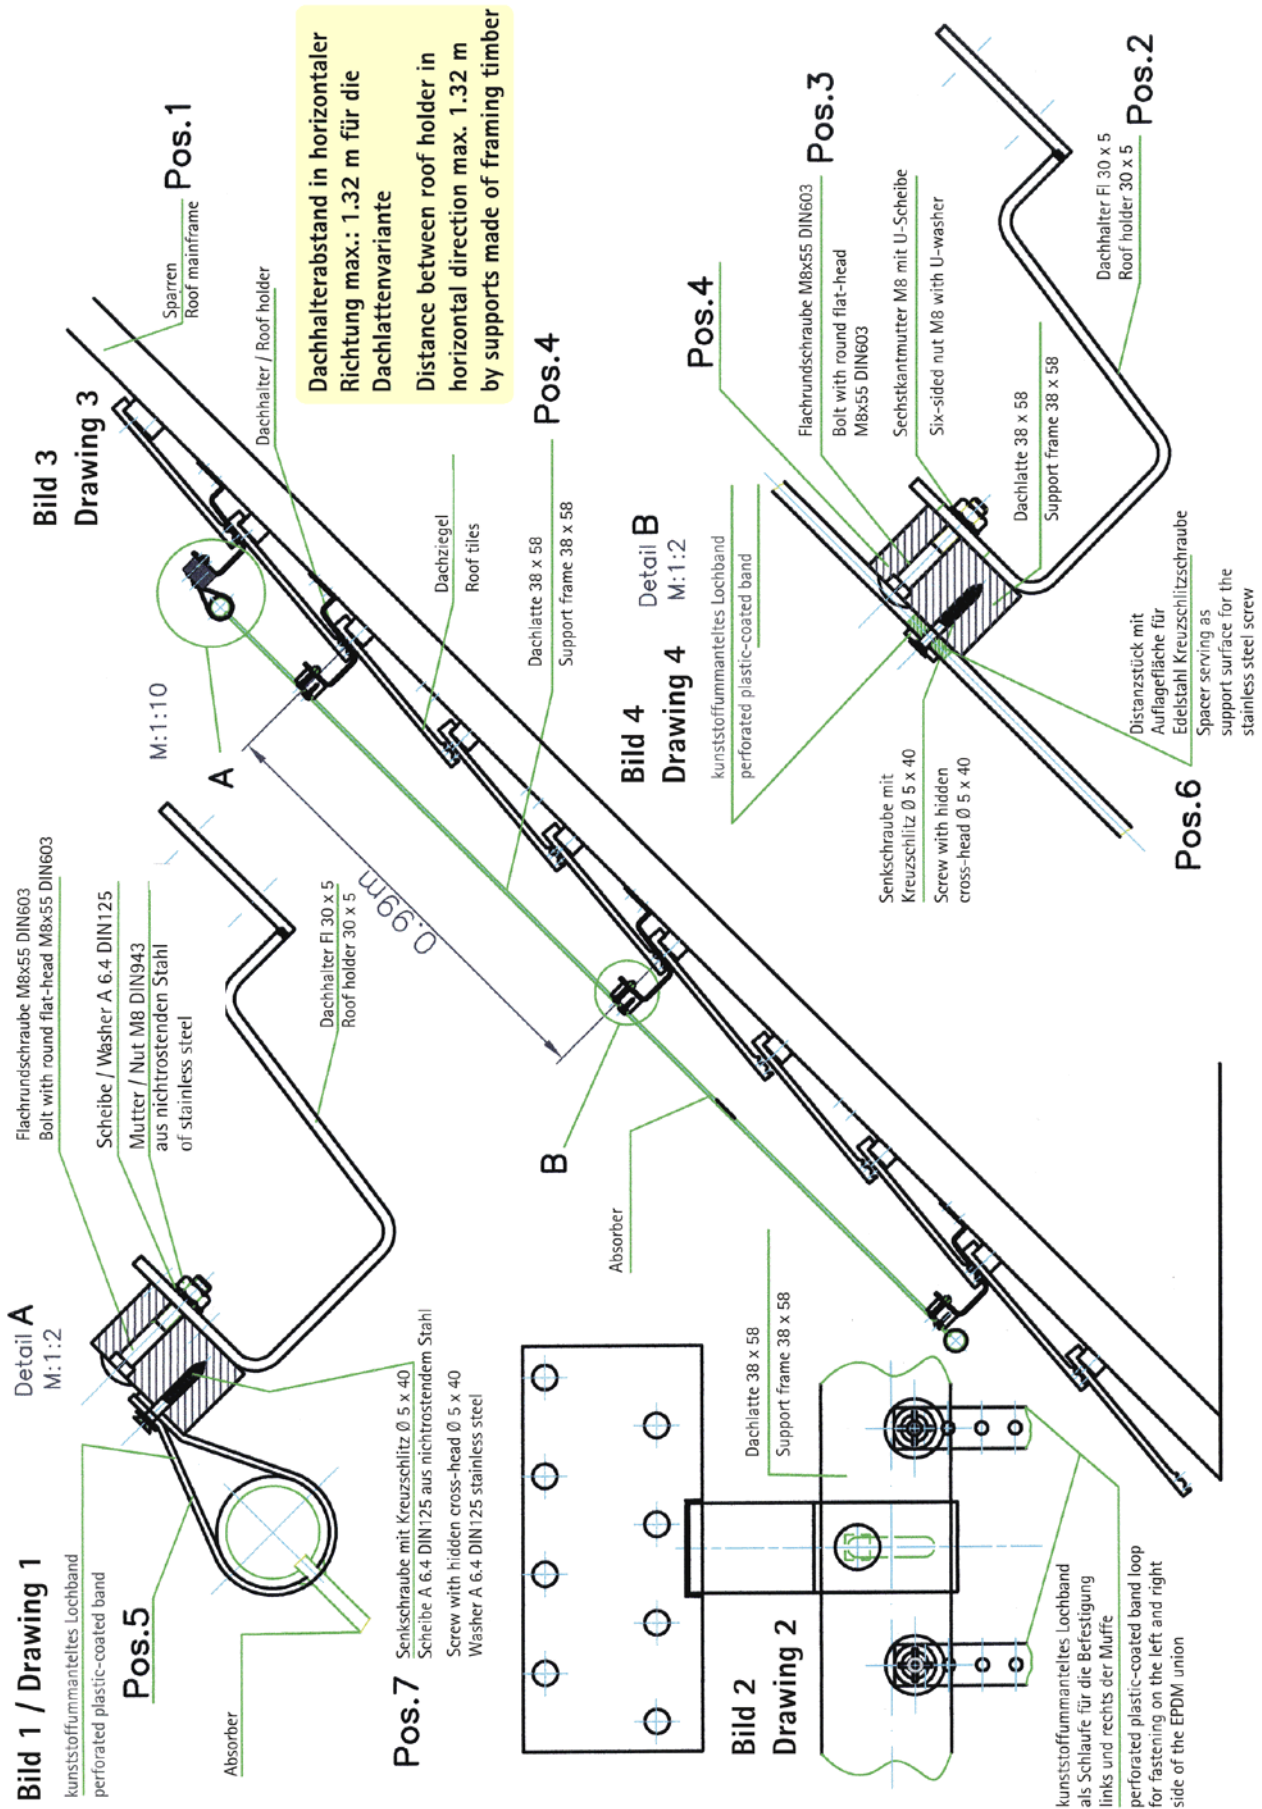 Bild 1 / Drawing 1
kunststoffummanteltes Lochband
perforated plastic-coated band
Pos.5
Absorber
Detail A
M:1:2
Flachrundschraube M8x55 DIN603
Bolt with round flat-head M8x55 DIN603
Scheibe / Washer A 6.4 DIN125
Mutter / Nut M8 DIN943
aus nichtrostenden Stahl
of stainless steel
Dachhalter Fl 30 x 5
Roof holder 30 x 5
Pos.7
Senkschraube mit Kreuzschlitz Ø 5 x 40
Scheibe A 6.4 DIN125 aus nichtrostendem Stahl
Screw with hidden cross-head Ø 5 x 40
Washer A 6.4 DIN125 stainless steel
Bild 3
Drawing 3
M:1:10
A
0.99m
B
Absorber
Sparren
Roof mainframe
Pos.1
Dachhalter / Roof holder
Dachziegel
Roof tiles
Dachlatte 38 x 58
Support frame 38 x 58
Pos.4
Dachhalterabstand in horizontaler
Richtung max.: 1.32 m für die
Dachlattenvariante
Distance between roof holder in
horizontal direction max. 1.32 m
by supports made of framing timber
Bild 2
Drawing 2
Dachlatte 38 x 58
Support frame 38 x 58
kunststoffummanteltes Lochband
als Schlaufe für die Befestigung
links und rechts der Muffe
perforated plastic-coated band loop
for fastening on the left and right
side of the EPDM union
Bild 4
Drawing 4
Detail B
M:1:2
kunststoffummanteltes Lochband
perforated plastic-coated band
Pos.4
Flachrundschraube M8x55 DIN603
Bolt with round flat-head
M8x55 DIN603
Pos.3
Sechstkantmutter M8 mit U-Scheibe
Six-sided nut M8 with U-washer
Dachlatte 38 x 58
Support frame 38 x 58
Dachhalter Fl 30 x 5
Roof holder 30 x 5
Pos.2
Senkschraube mit
Kreuzschlitz Ø 5 x 40
Screw with hidden
cross-head Ø 5 x 40
Pos.6
Distanzstück mit
Auflagefläche für
Edelstahl Kreuzschlitzschraube
Spacer serving as
support surface for the
stainless steel screw